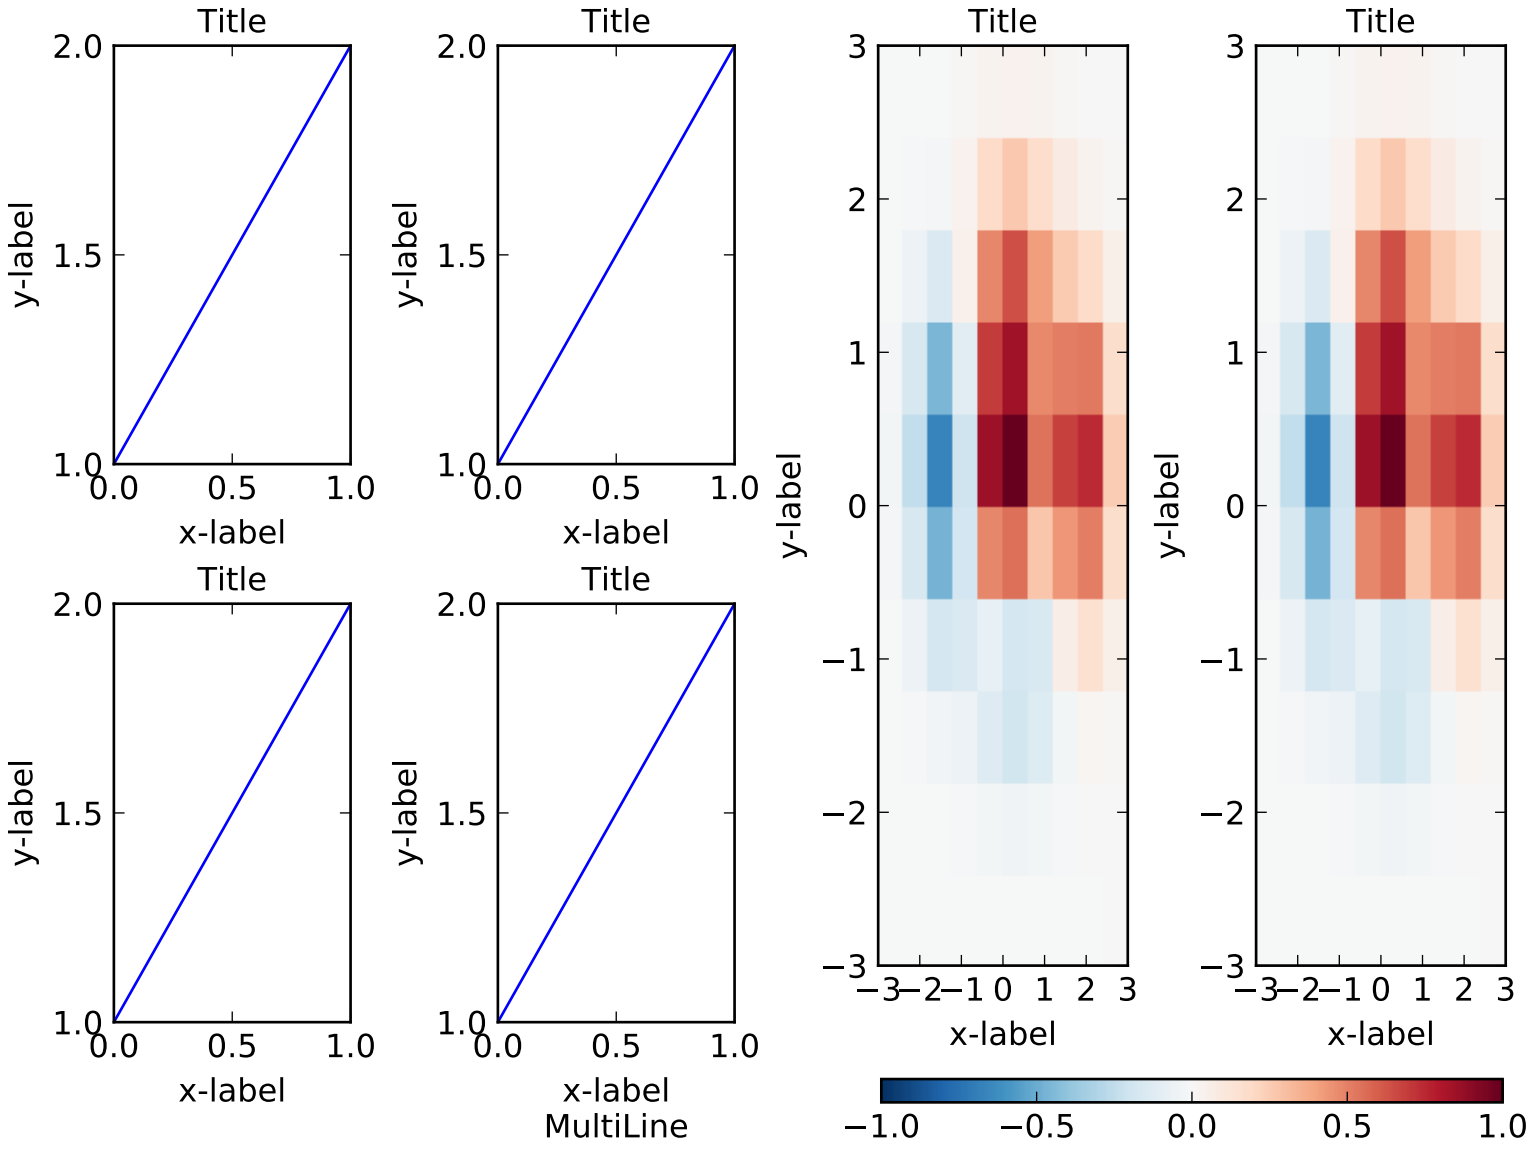 Title Title Title Title
2.0 2.0 3 3
2 2
y-label y-label
1.5 1.5
1 1
1.0 1.0
0.0 0.5 1.0 0.0 0.5 1.0
y-label y-label
0 0
x-label x-label
Title Title
2.0 2.0
−1 −1
y-label y-label
1.5 1.5 −2 −2
−3 −3
−3 −2 −1 0 1 2 3 −3 −2 −1 0 1 2 3
1.0 1.0
x-label x-label
0.0 0.5 1.0 0.0 0.5 1.0
x-label x-label
MultiLine
−1.0 −0.5 0.0 0.5 1.0